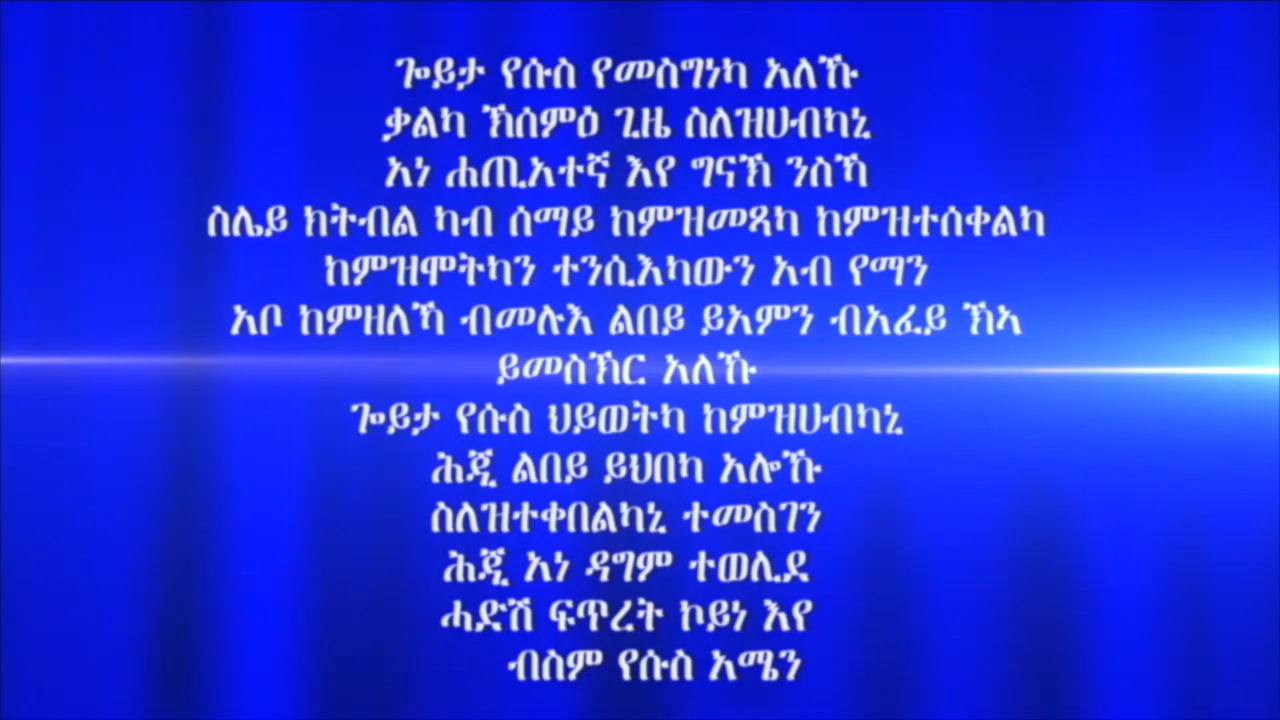 ጐይታ የሱስ የመስግነካ አለኹ
ቃልካ ኽሰምዕ ጊዜ ስለዝሀብካኒ
አነ ሐጢአተኛ እየ ግናኽ ንስኻ
ስሌይ ክትብል ካብ ሰማይ ከምዝመጻካ ከምዝተሰቀልካ
ከምዝሞትካን ተንሲእካውን አብ የማን
አቦ ከምዘለኻ ብመሉእ ልበይ ይአምን ብአፈይ ኽኣ
ይመስኽር አለኹ
ጐይታ የሱስ ህይወትካ ከምዝሀብካኒ
ሕጂ ልበይ ይህበካ አሎኹ
ስለዝተቀበልካኒ ተመስገን
ሕጂ አነ ዳግም ተወሊደ
ሓድሽ ፍጥረት ኮይነ እየ
ብስም የሱስ አሜን